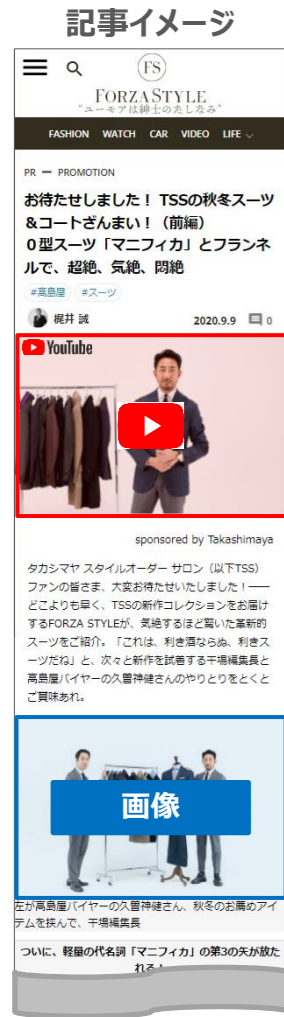 記事イメージ
FS
FORZA STYLE
"ユーモアは紳士のたしなみ"
FASHION WATCH CAR VIDEO LIFE
PR ー PROMOTION
お待たせしました！ TSSの秋冬スーツ
&コートざんまい！（前編）
０型スーツ「マニフィカ」とフランネ
ルで、超絶、気絶、悶絶
#高島屋 #スーツ
梶井 誠 2020.9.9 0
YouTube
sponsored by Takashimaya
タカシマヤ スタイルオーダー サロン（以下TSS）
ファンの皆さま、大変お待たせいたしました！──
どこよりも早く、TSSの新作コレクションをお届け
するFORZA STYLEが、気絶するほど驚いた革新的
スーツをご紹介。「これは、利き酒ならぬ、利きス
ーツだね」と、次々と新作を試着する干場編集長と
高島屋バイヤーの久曽神健さんのやりとりをとくと
ご賞味あれ。
画像
左が高島屋バイヤーの久曽神健さん、秋冬のお薦めアイ
テムを挟んで、干場編集長
ついに、軽量の代名詞「マニフィカ」の第3の矢が放た